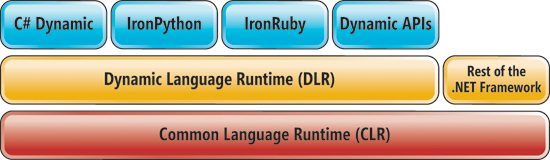 C# Dynamic
IronPython
IronRuby
Dynamic APIs
Dynamic Language Runtime (DLR)
Rest of the
.NET Framework
Common Language Runtime (CLR)